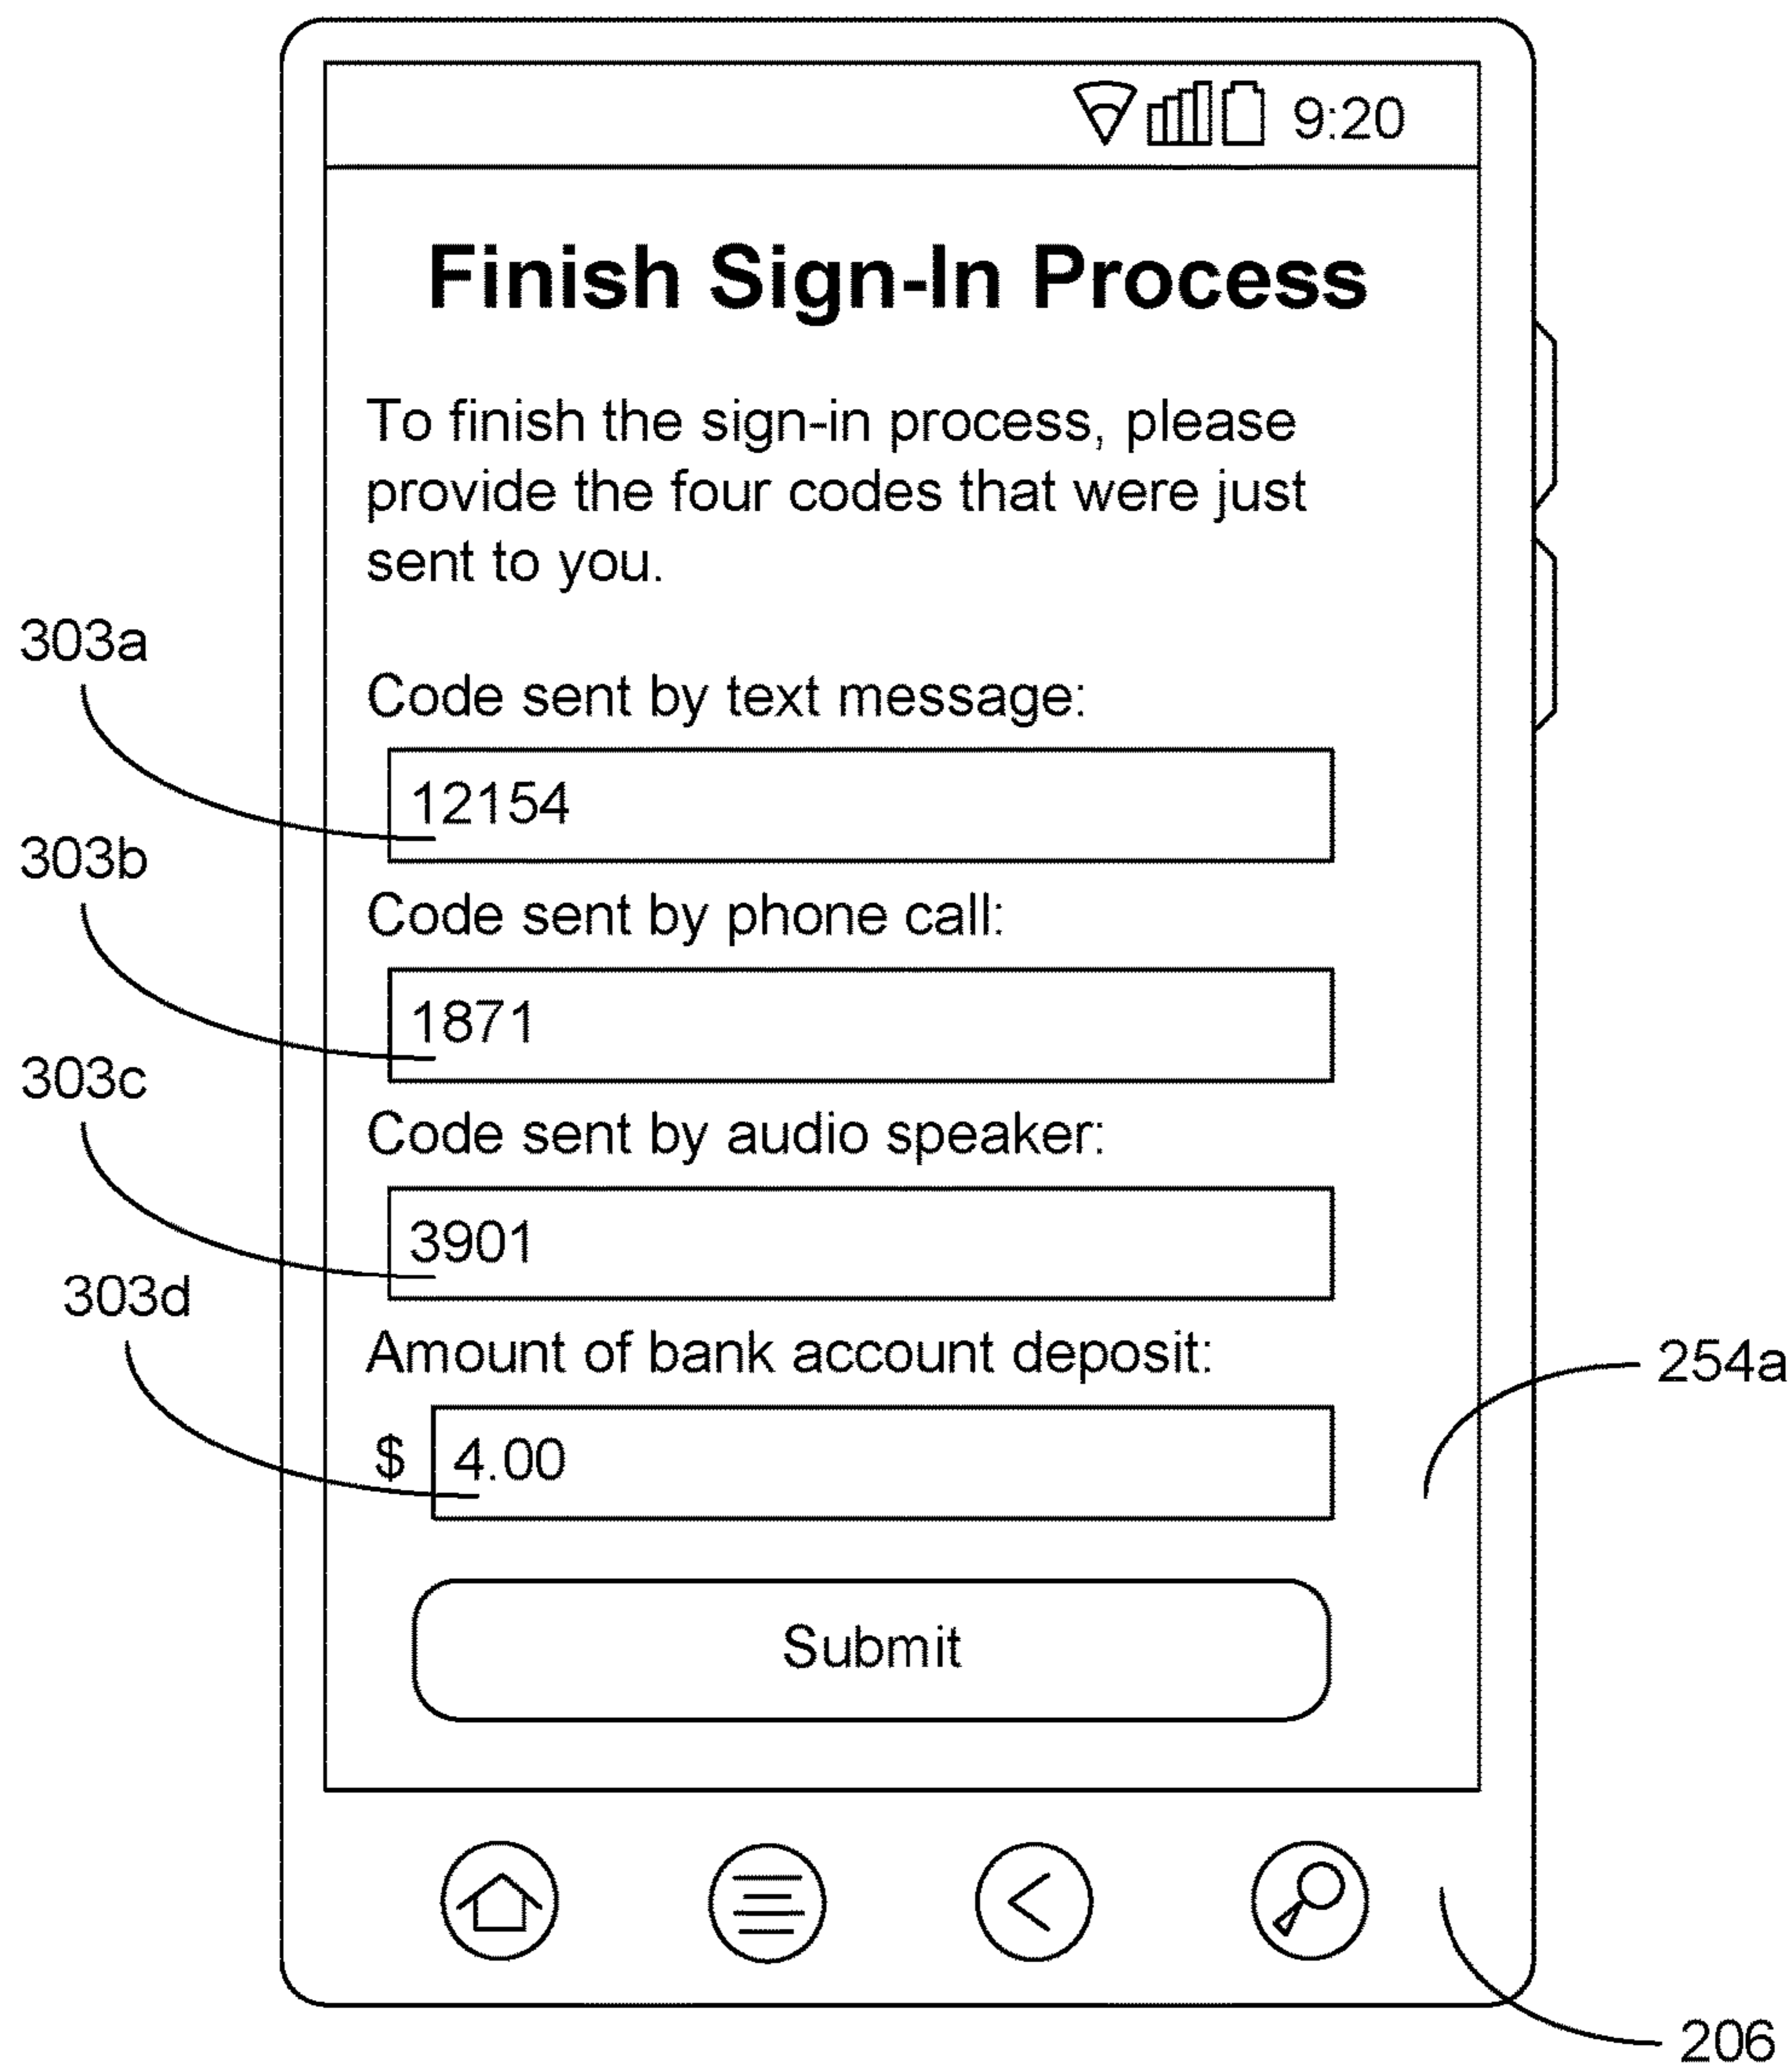 9:20
Finish Sign-In Process
To finish the sign-in process, please
provide the four codes that were just
sent to you.
303a
Code sent by text message:
12154
303b
Code sent by phone call:
1871
303c
Code sent by audio speaker:
3901
303d
Amount of bank account deposit:
254a
$ 4.00
Submit
206